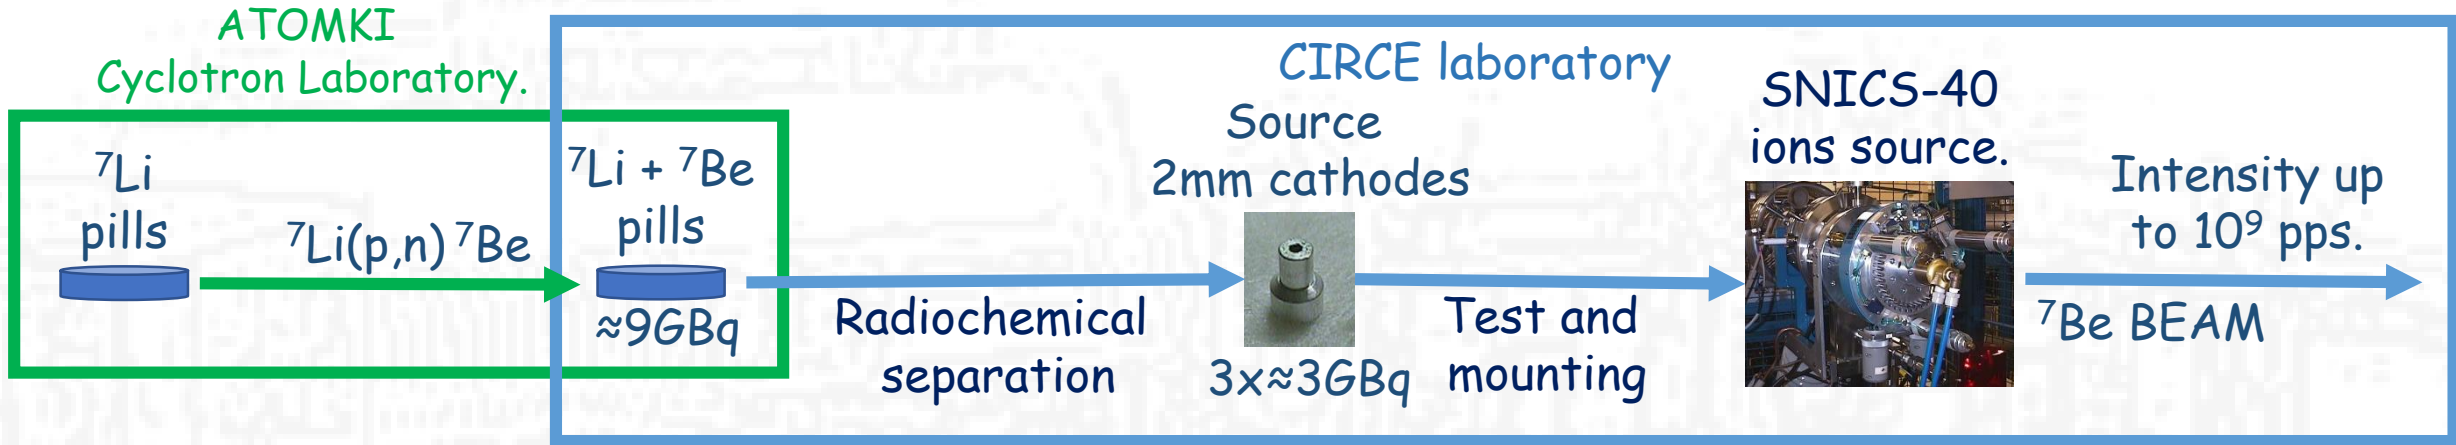 ATOMKI
Cyclotron Laboratory.
⁷Li
pills
⁷Li(p,n) ⁷Be
⁷Li + ⁷Be
pills
≈9GBq
CIRCE laboratory
Radiochemical
separation
Source
2mm cathodes
3x≈3GBq
Test and
mounting
SNICS-40
ions source.
Intensity up
to 10⁹ pps.
⁷Be BEAM